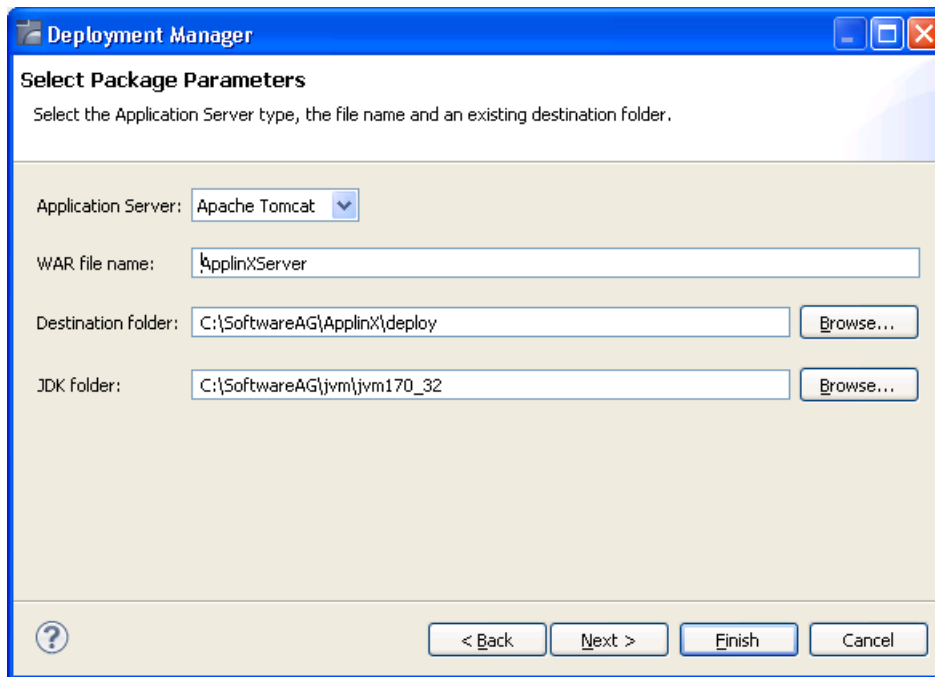 Deployment Manager
Select Package Parameters
Select the Application Server type, the file name and an existing destination folder.
Application Server: Apache Tomcat
WAR file name: ApplinXServer
Destination folder: C:\SoftwareAG\ApplinX\deploy Browse...
JDK folder: C:\SoftwareAG\jvm\jvm170_32 Browse...
? < Back Next > Finish Cancel